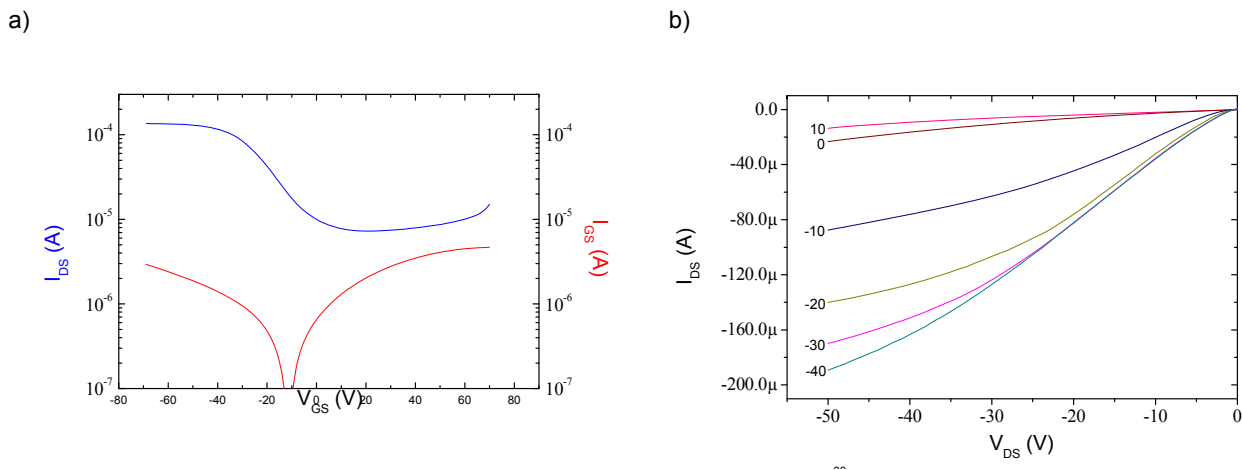 a)
b)
10^-4
10^-5
10^-6
10^-7
-80 -60 -40 -20 0 20 40 60 80
V_GS (V)
I_DS (A)
10^-4
10^-5
10^-6
10^-7
I_GS (A)
0.0
-40.0µ
-80.0µ
-120.0µ
-160.0µ
-200.0µ
I_DS (A)
10
0
-10
-20
-30
-40
-50 -40 -30 -20 -10 0
V_DS (V)